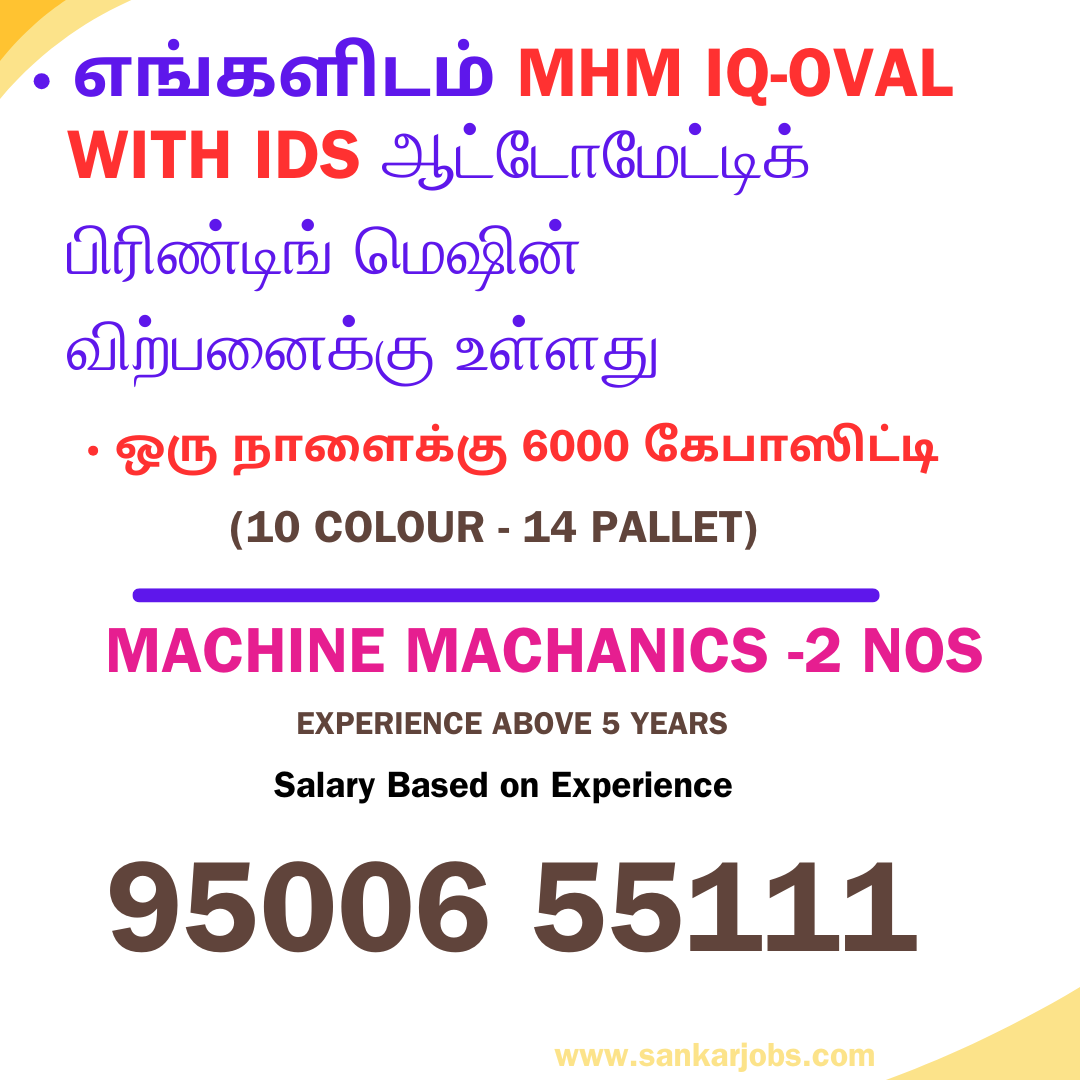 • எங்களிடம் MHM IQ-OVAL
WITH IDS ஆட்டோமேட்டிக்
பிரிண்டிங் மெஷின்
விற்பனைக்கு உள்ளது
• ஒரு நாளைக்கு 6000 கேபாஸிட்டி
(10 COLOUR - 14 PALLET)
MACHINE MACHANICS -2 NOS
EXPERIENCE ABOVE 5 YEARS
Salary Based on Experience
95006 55111
www.sankarjobs.com